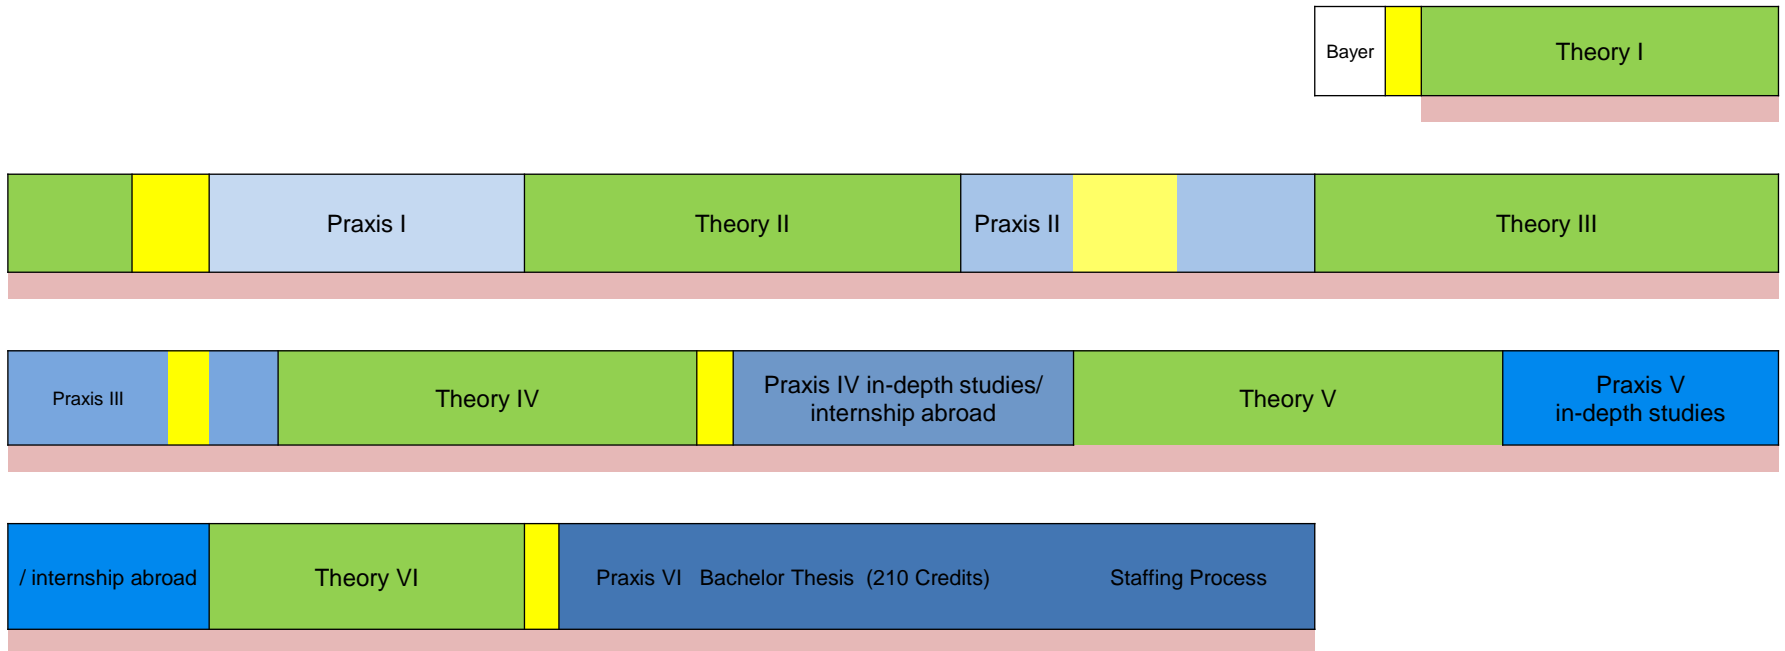 Bayer
Theory I
Praxis I
Theory II
Praxis II
Theory III
Praxis III
Theory IV
Praxis IV in-depth studies/
internship abroad
Theory V
Praxis V
in-depth studies
/ internship abroad
Theory VI
Praxis VI Bachelor Thesis (210 Credits) Staffing Process